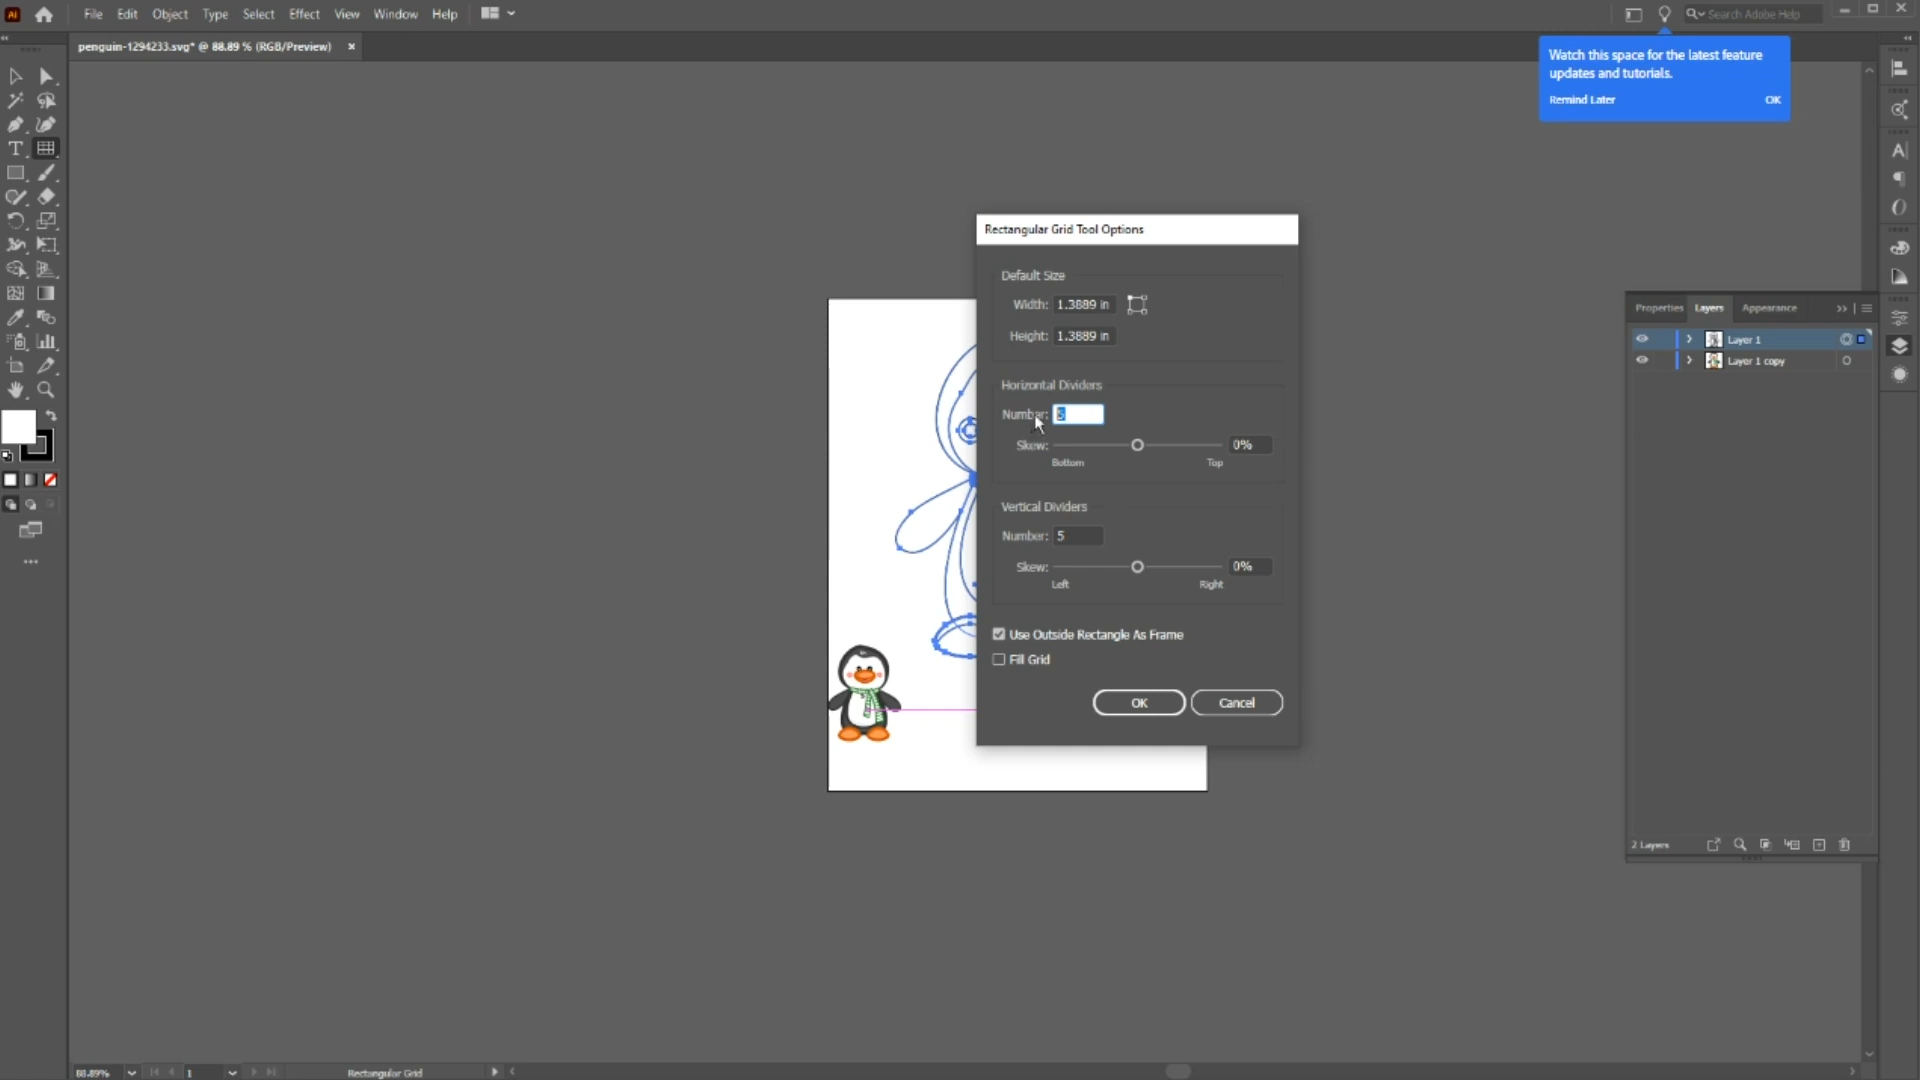 Ai File Edit Object Type Select Effect View Window Help Search Adobe Help
penguin-1294233.svg* @ 88.89 % (RGB/Preview)
Watch this space for the latest feature
updates and tutorials.
Remind Later OK
Rectangular Grid Tool Options
Default Size
Width: 1.3889 in
Height: 1.3889 in
Horizontal Dividers
Number: 5
Skew: 0%
Bottom Top
Vertical Dividers
Number: 5
Skew: 0%
Left Right
Use Outside Rectangle As Frame
Fill Grid
OK Cancel
Properties Layers Appearance
Layer 1
Layer 1 copy
2 Layers
88.89% 1 Rectangular Grid